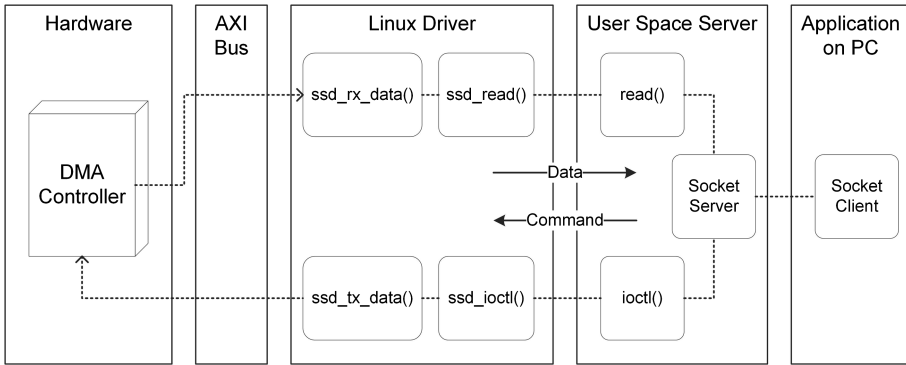 Hardware
AXI
Bus
Linux Driver
User Space Server
Application
on PC
ssd_rx_data()
ssd_read()
read()
DMA
Controller
Data
Command
Socket
Server
Socket
Client
ssd_tx_data()
ssd_ioctl()
ioctl()